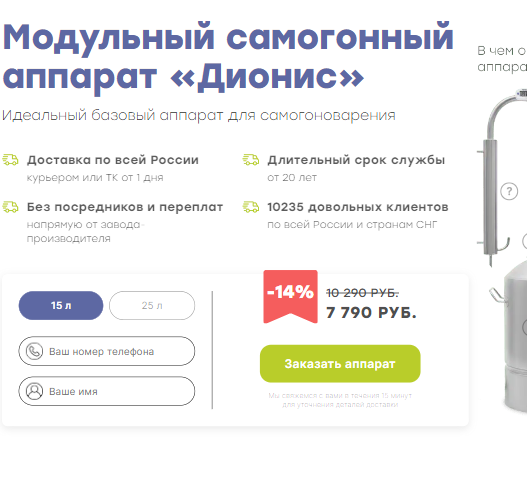 Модульный самогонный
аппарат «Дионис»
В чем о
аппара
Идеальный базовый аппарат для самогоноварения
Доставка по всей России
курьером или ТК от 1 дня
Длительный срок службы
от 20 лет
Без посредников и переплат
напрямую от завода-
производителя
10235 довольных клиентов
по всей России и странам СНГ
?
15 л
25 л
-14%
10 290 РУБ.
7 790 РУБ.
Ваш номер телефона
Ваше имя
Заказать аппарат
Мы свяжемся с вами в течения 15 минут
для уточнения деталей доставки